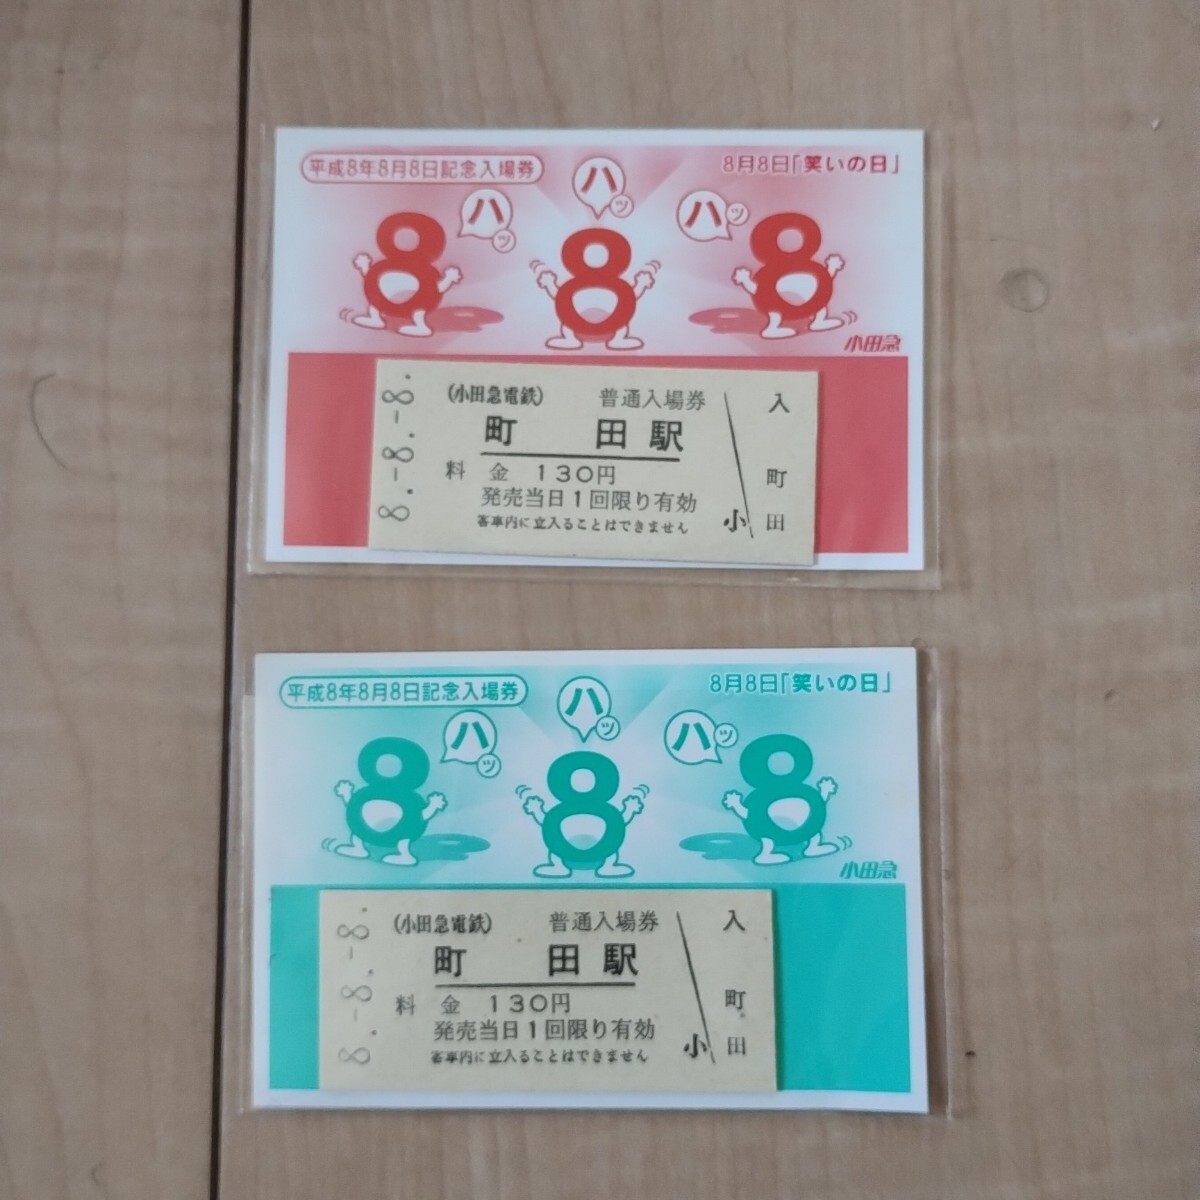 平成8年8月8日記念入場券
8月8日「笑いの日」
ハッ
ハッ
ハッ
8
8
8
小田急
8.-8.-8.
(小田急電鉄) 普通入場券
町田駅
料金 130円
発売当日1回限り有効
客車内に立入ることはできません
小
入
町
田
平成8年8月8日記念入場券
8月8日「笑いの日」
ハッ
ハッ
ハッ
8
8
8
小田急
8.-8.-8.
(小田急電鉄) 普通入場券
町田駅
料金 130円
発売当日1回限り有効
客車内に立入ることはできません
小
入
町
田